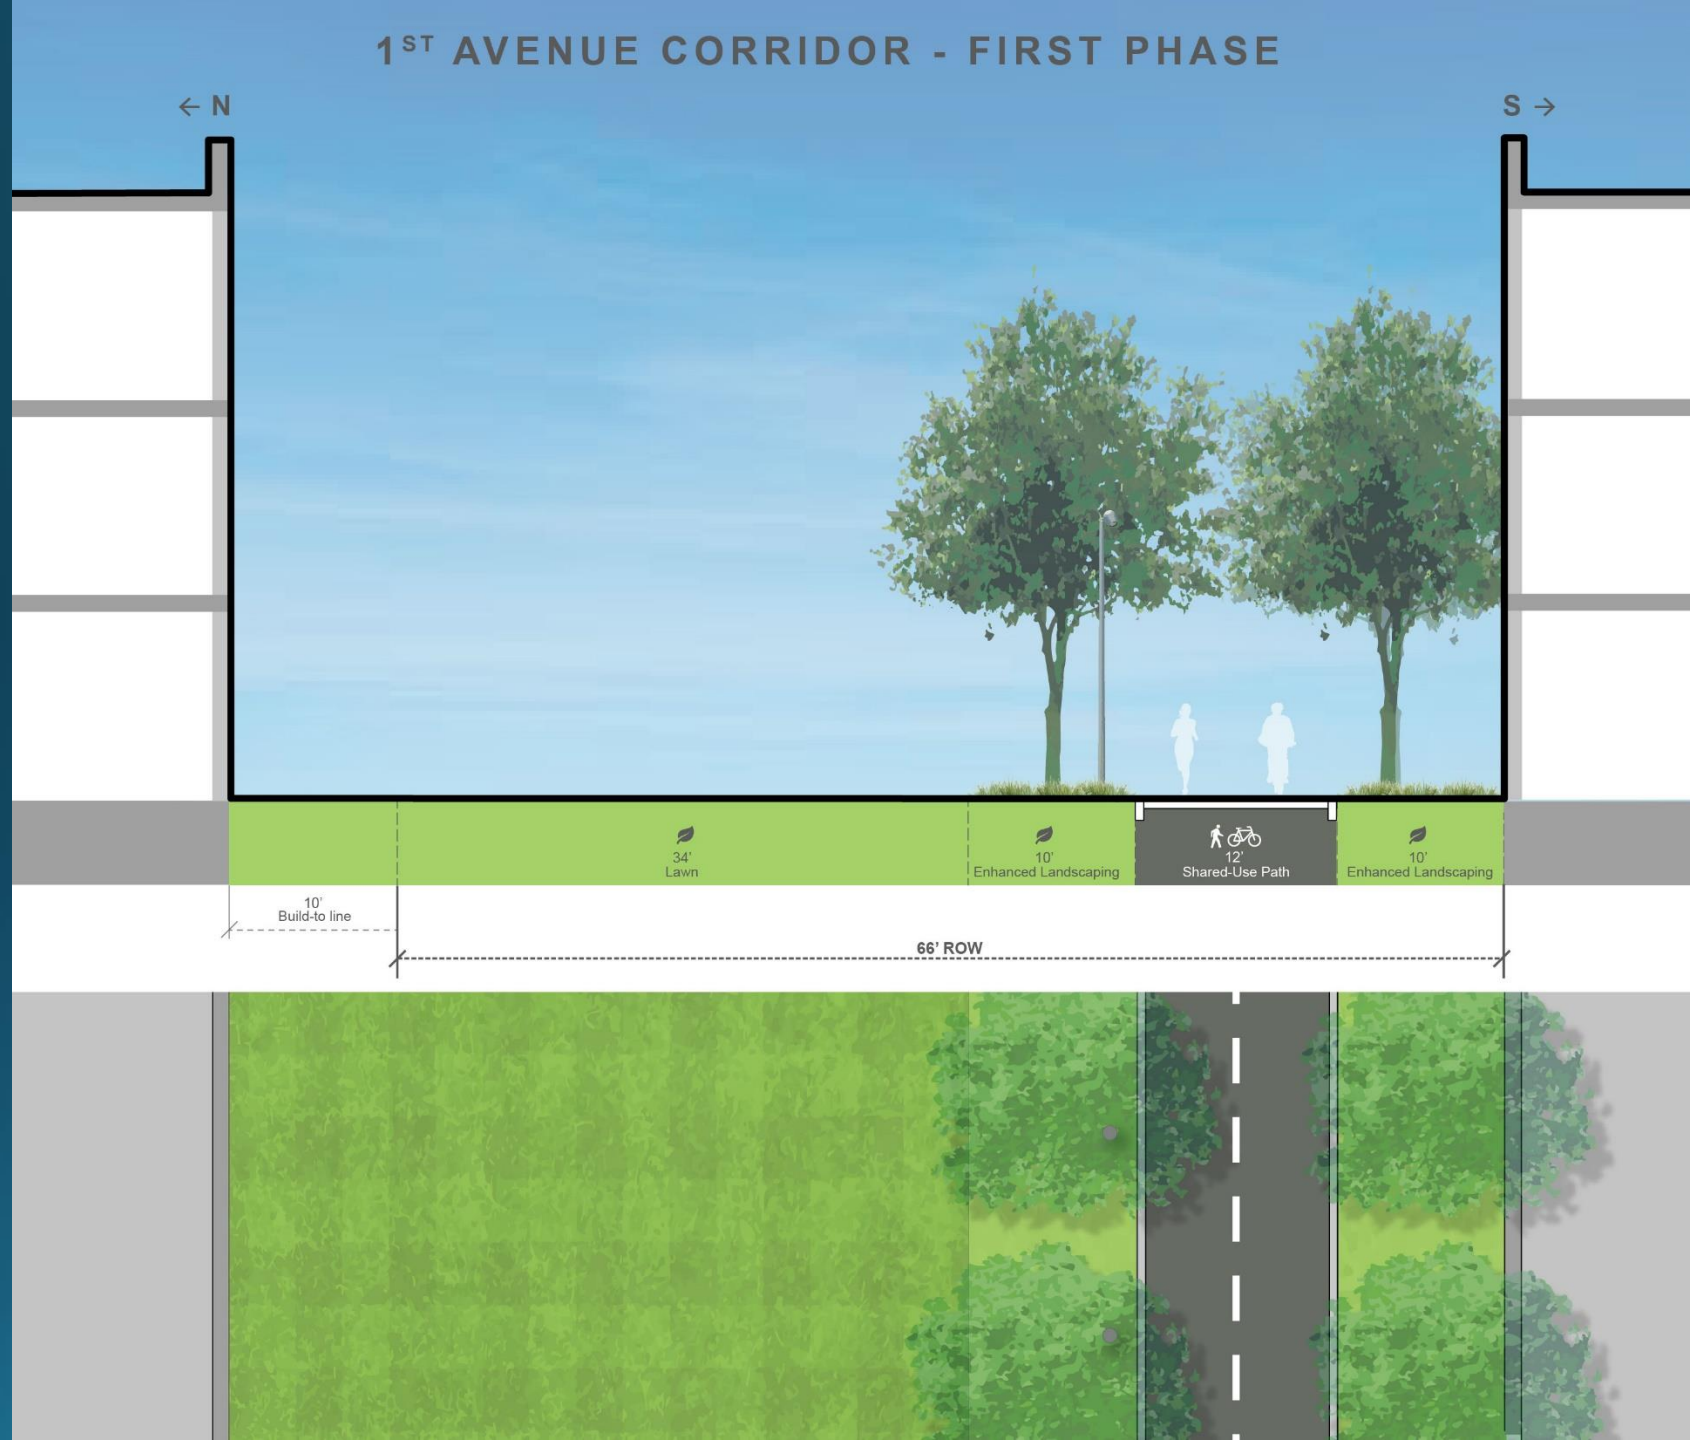 1ST AVENUE CORRIDOR - FIRST PHASE
← N
S →
34'
Lawn
10'
Enhanced Landscaping
12'
Shared-Use Path
10'
Enhanced Landscaping
10'
Build-to line
66' ROW